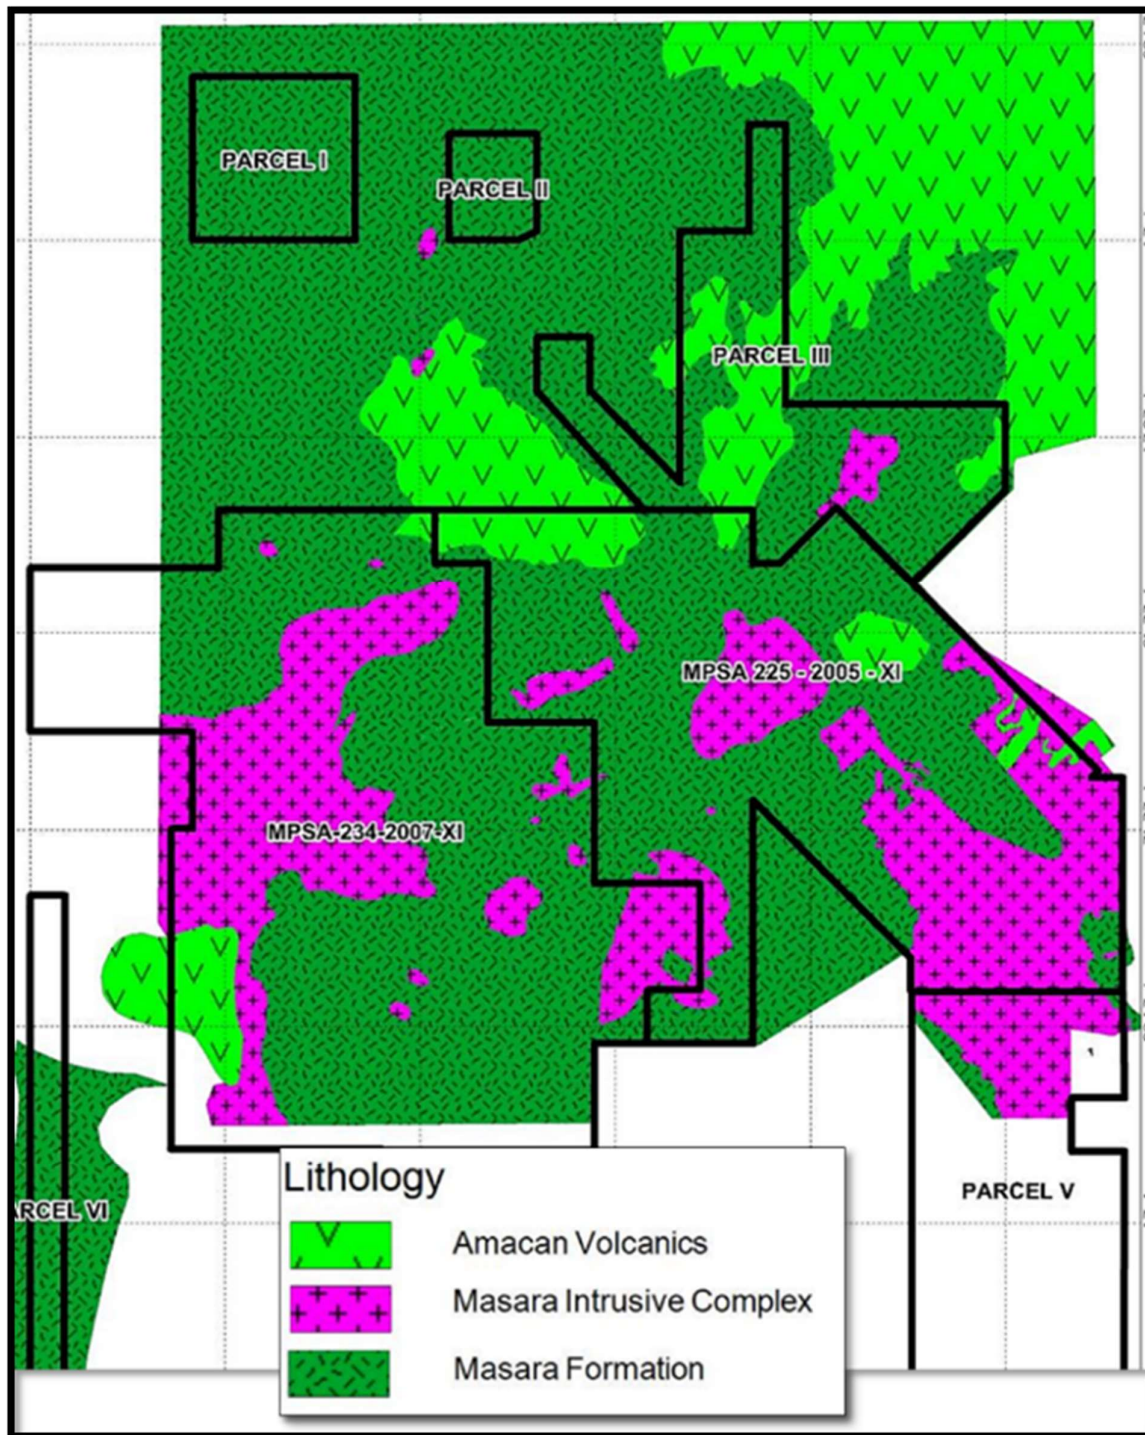 PARCEL I
PARCEL II
PARCEL III
MPSA 225 - 2005 - XI
MPSA-234-2007-XI
PARCEL V
ARCEL VI
Lithology
Amacan Volcanics
Masara Intrusive Complex
Masara Formation